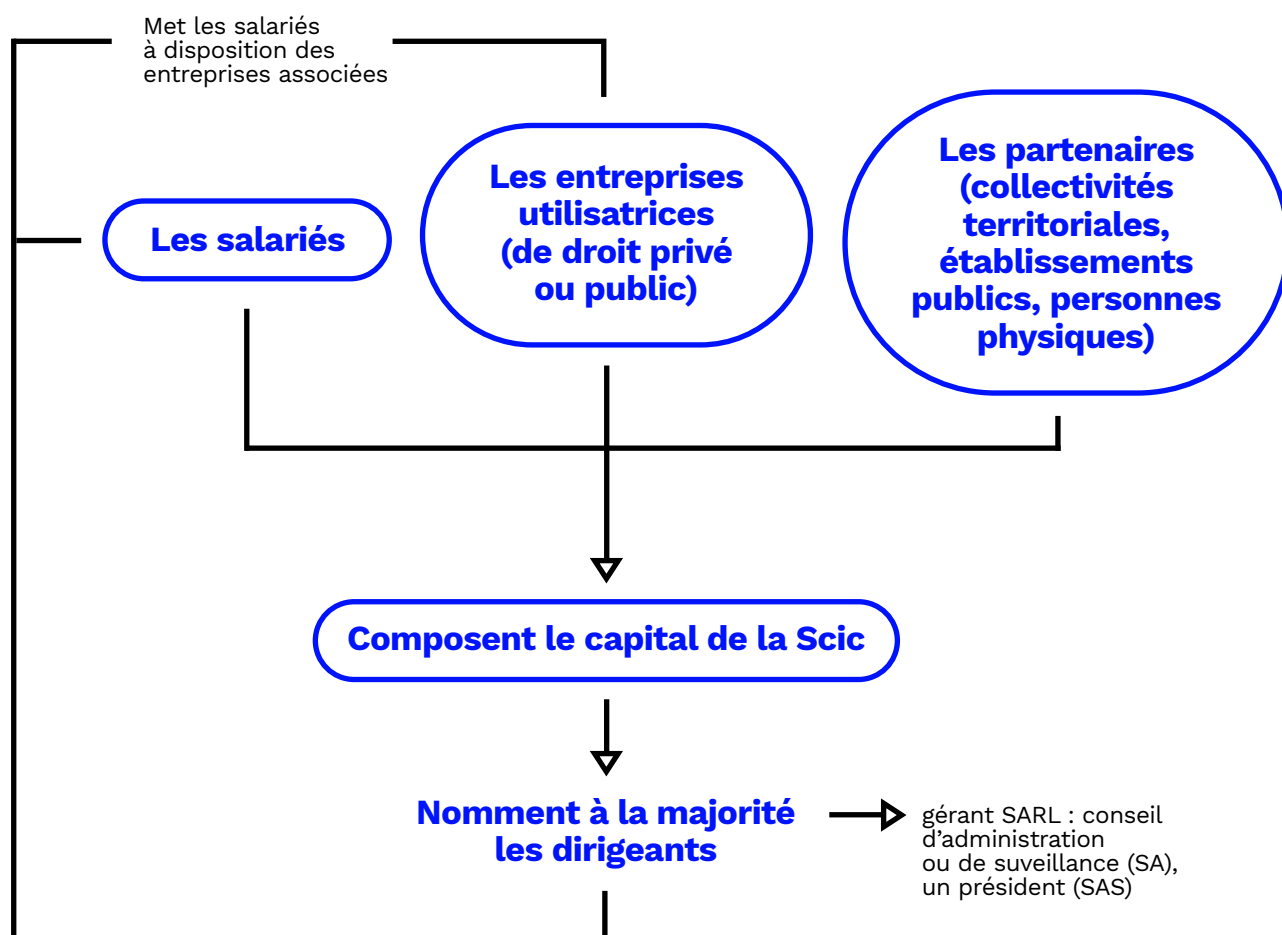 Met les salariés
à disposition des
entreprises associées
Les salariés
Les entreprises
utilisatrices
(de droit privé
ou public)
Les partenaires
(collectivités
territoriales,
établissements
publics, personnes
physiques)
Composent le capital de la Scic
Nomment à la majorité
les dirigeants
gérant SARL : conseil
d’administration
ou de suveillance (SA),
un président (SAS)